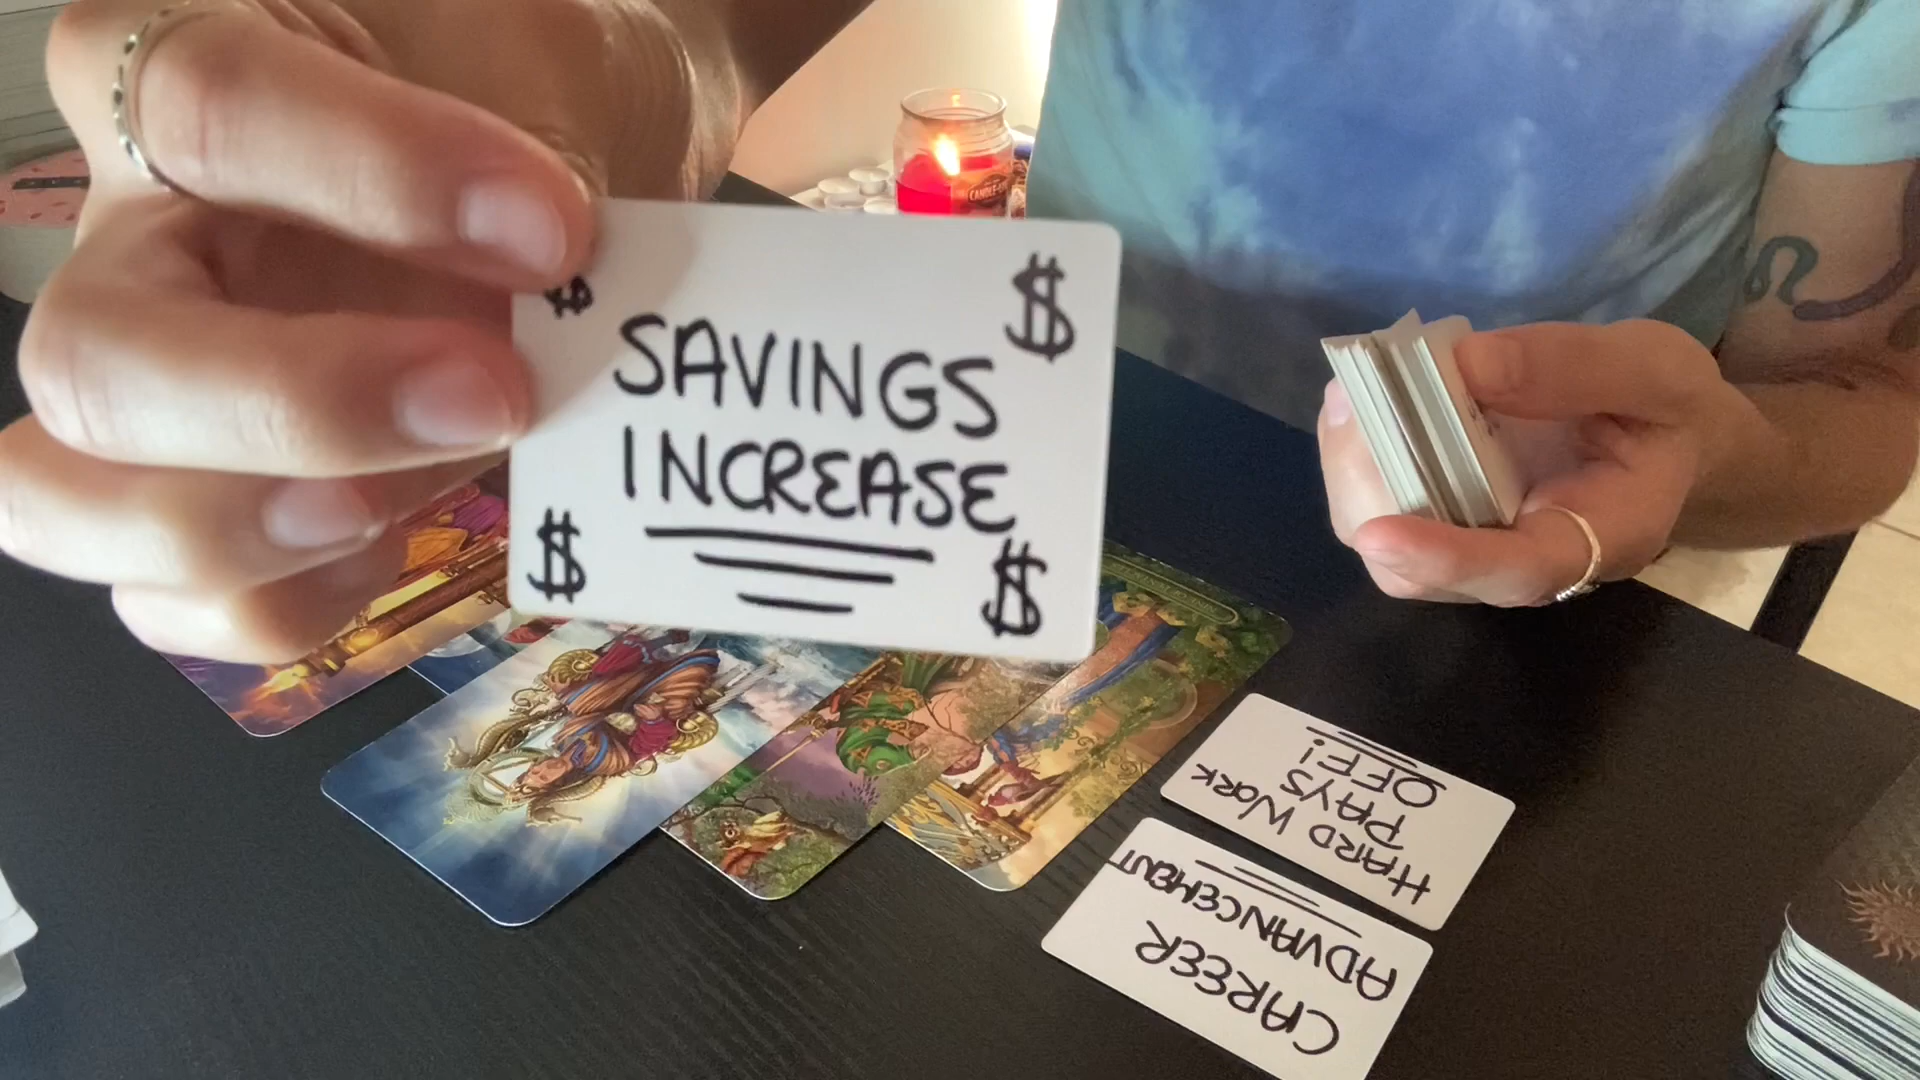 $ $
SAVINGS
INCREASE
$ $
HARD WORK
PAYS
OFF!
CAREER
ADVANCEMENT